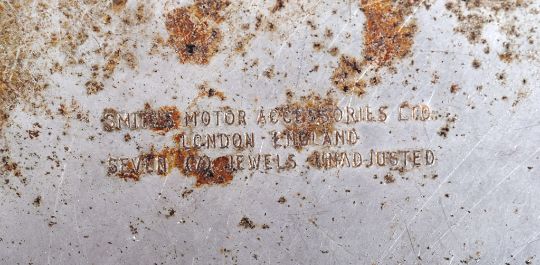 SMITHS MOTOR ACCESSORIES LTD.
LONDON ENGLAND
SEVEN JEWELS UNADJUSTED